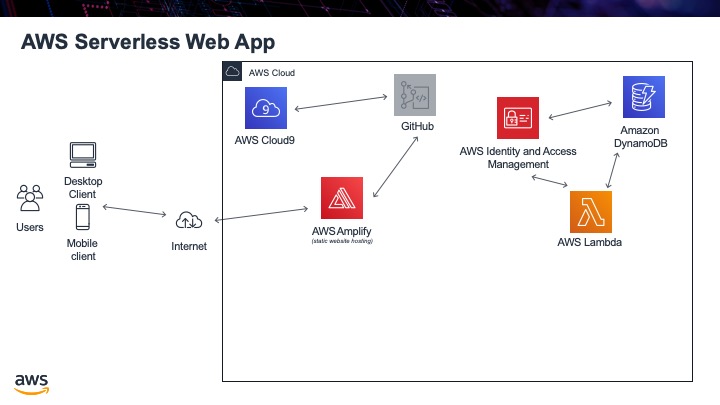 AWS Serverless Web App
AWS Cloud
9
AWS Cloud9
GitHub
AWS Identity and Access
Management
Amazon
DynamoDB
Desktop
Client
Users
Mobile
client
Internet
AWS Amplify
(static website hosting)
AWS Lambda
aws